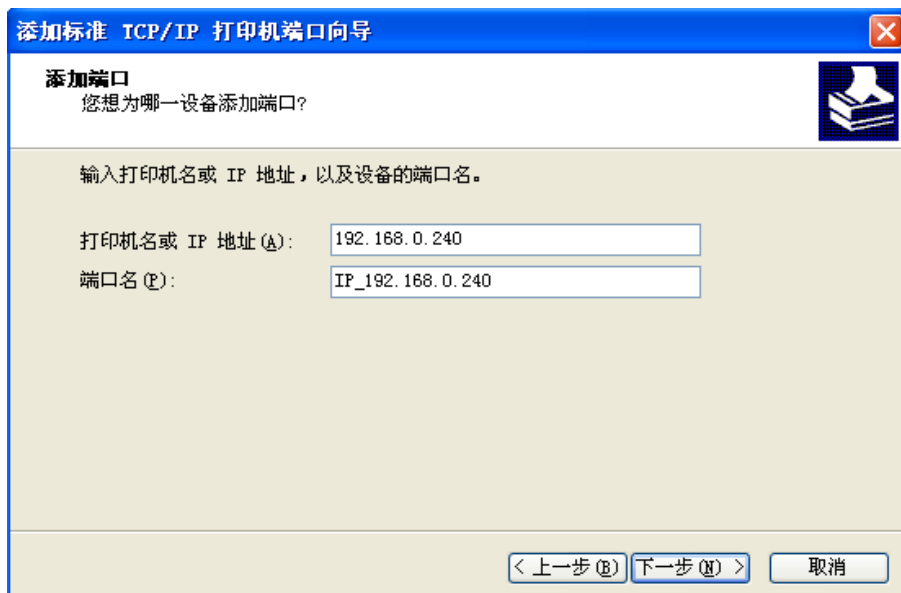 添加标准 TCP/IP 打印机端口向导
添加端口
您想为哪一设备添加端口?
输入打印机名或 IP 地址，以及设备的端口名。
打印机名或 IP 地址(A): 192.168.0.240
端口名(P): IP_192.168.0.240
< 上一步(B) 下一步(N) > 取消